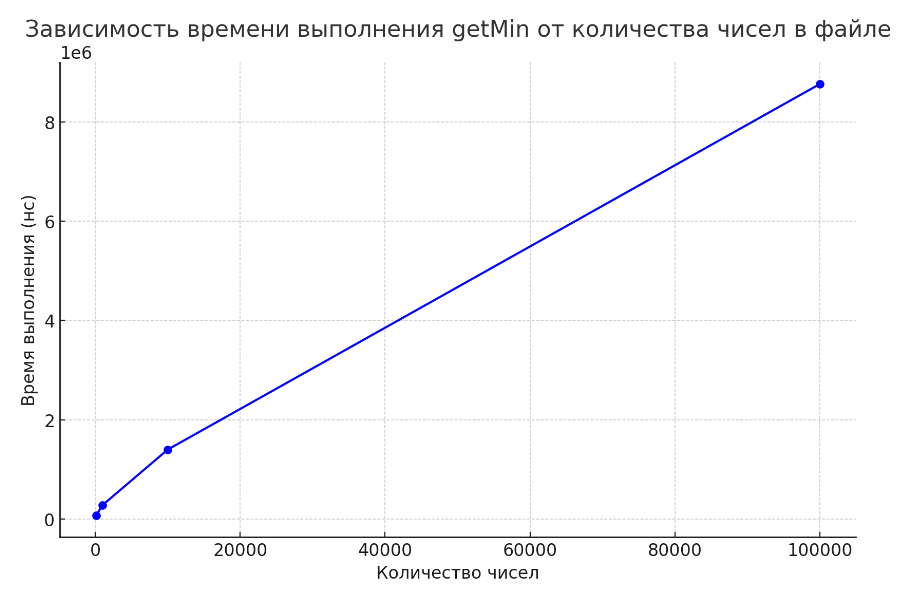 Зависимость времени выполнения getMin от количества чисел в файле
1e6
8
6
4
2
0
Время выполнения (нс)
0 20000 40000 60000 80000 100000
Количество чисел